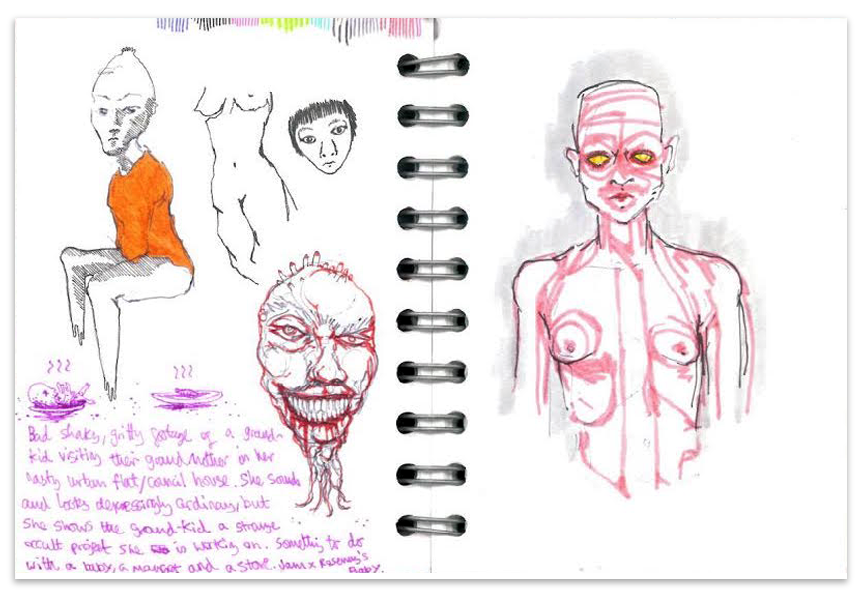 Bad shaky, gritty footage of a grand-
kid visiting their grandmother on her
nasty urban flat/council house. She sounds
and looks depressingly ordinary, but
she shows the grand-kid a strange
occult project she is working on. Something to do
with a baby, a and a stove. Jam x Rosemary's
Baby.